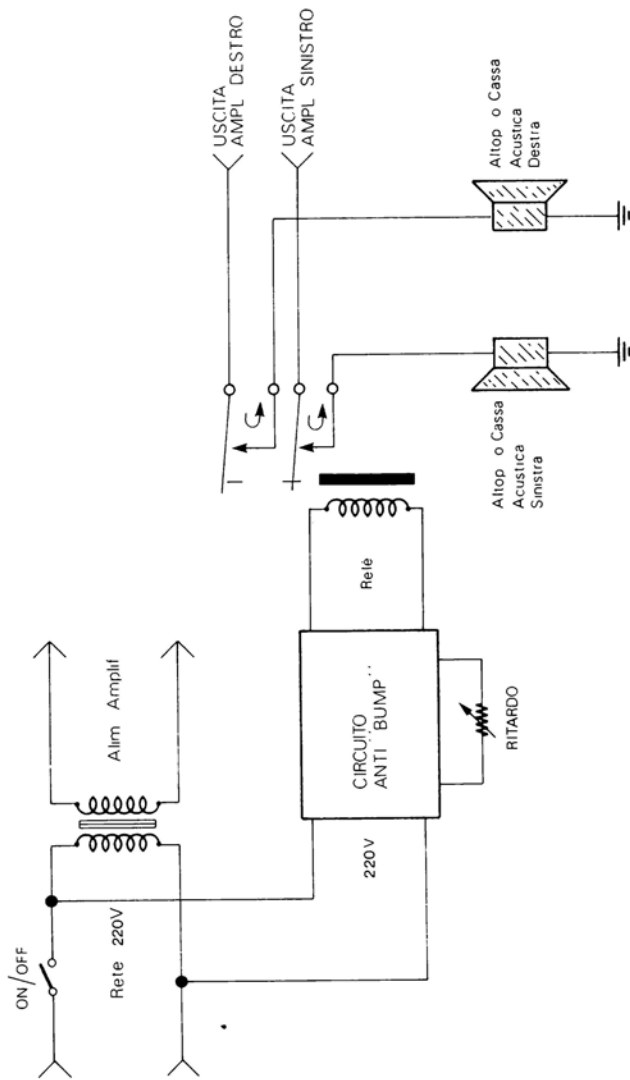 ON/OFF
Rete 220V
Alim Amplif
220V
CIRCUITO
ANTI "BUMP"
RITARDO
Relè
USCITA
AMPL DESTRO
USCITA
AMPL SINISTRO
Altop o Cassa
Acustica
Sinistra
Altop o Cassa
Acustica
Destra